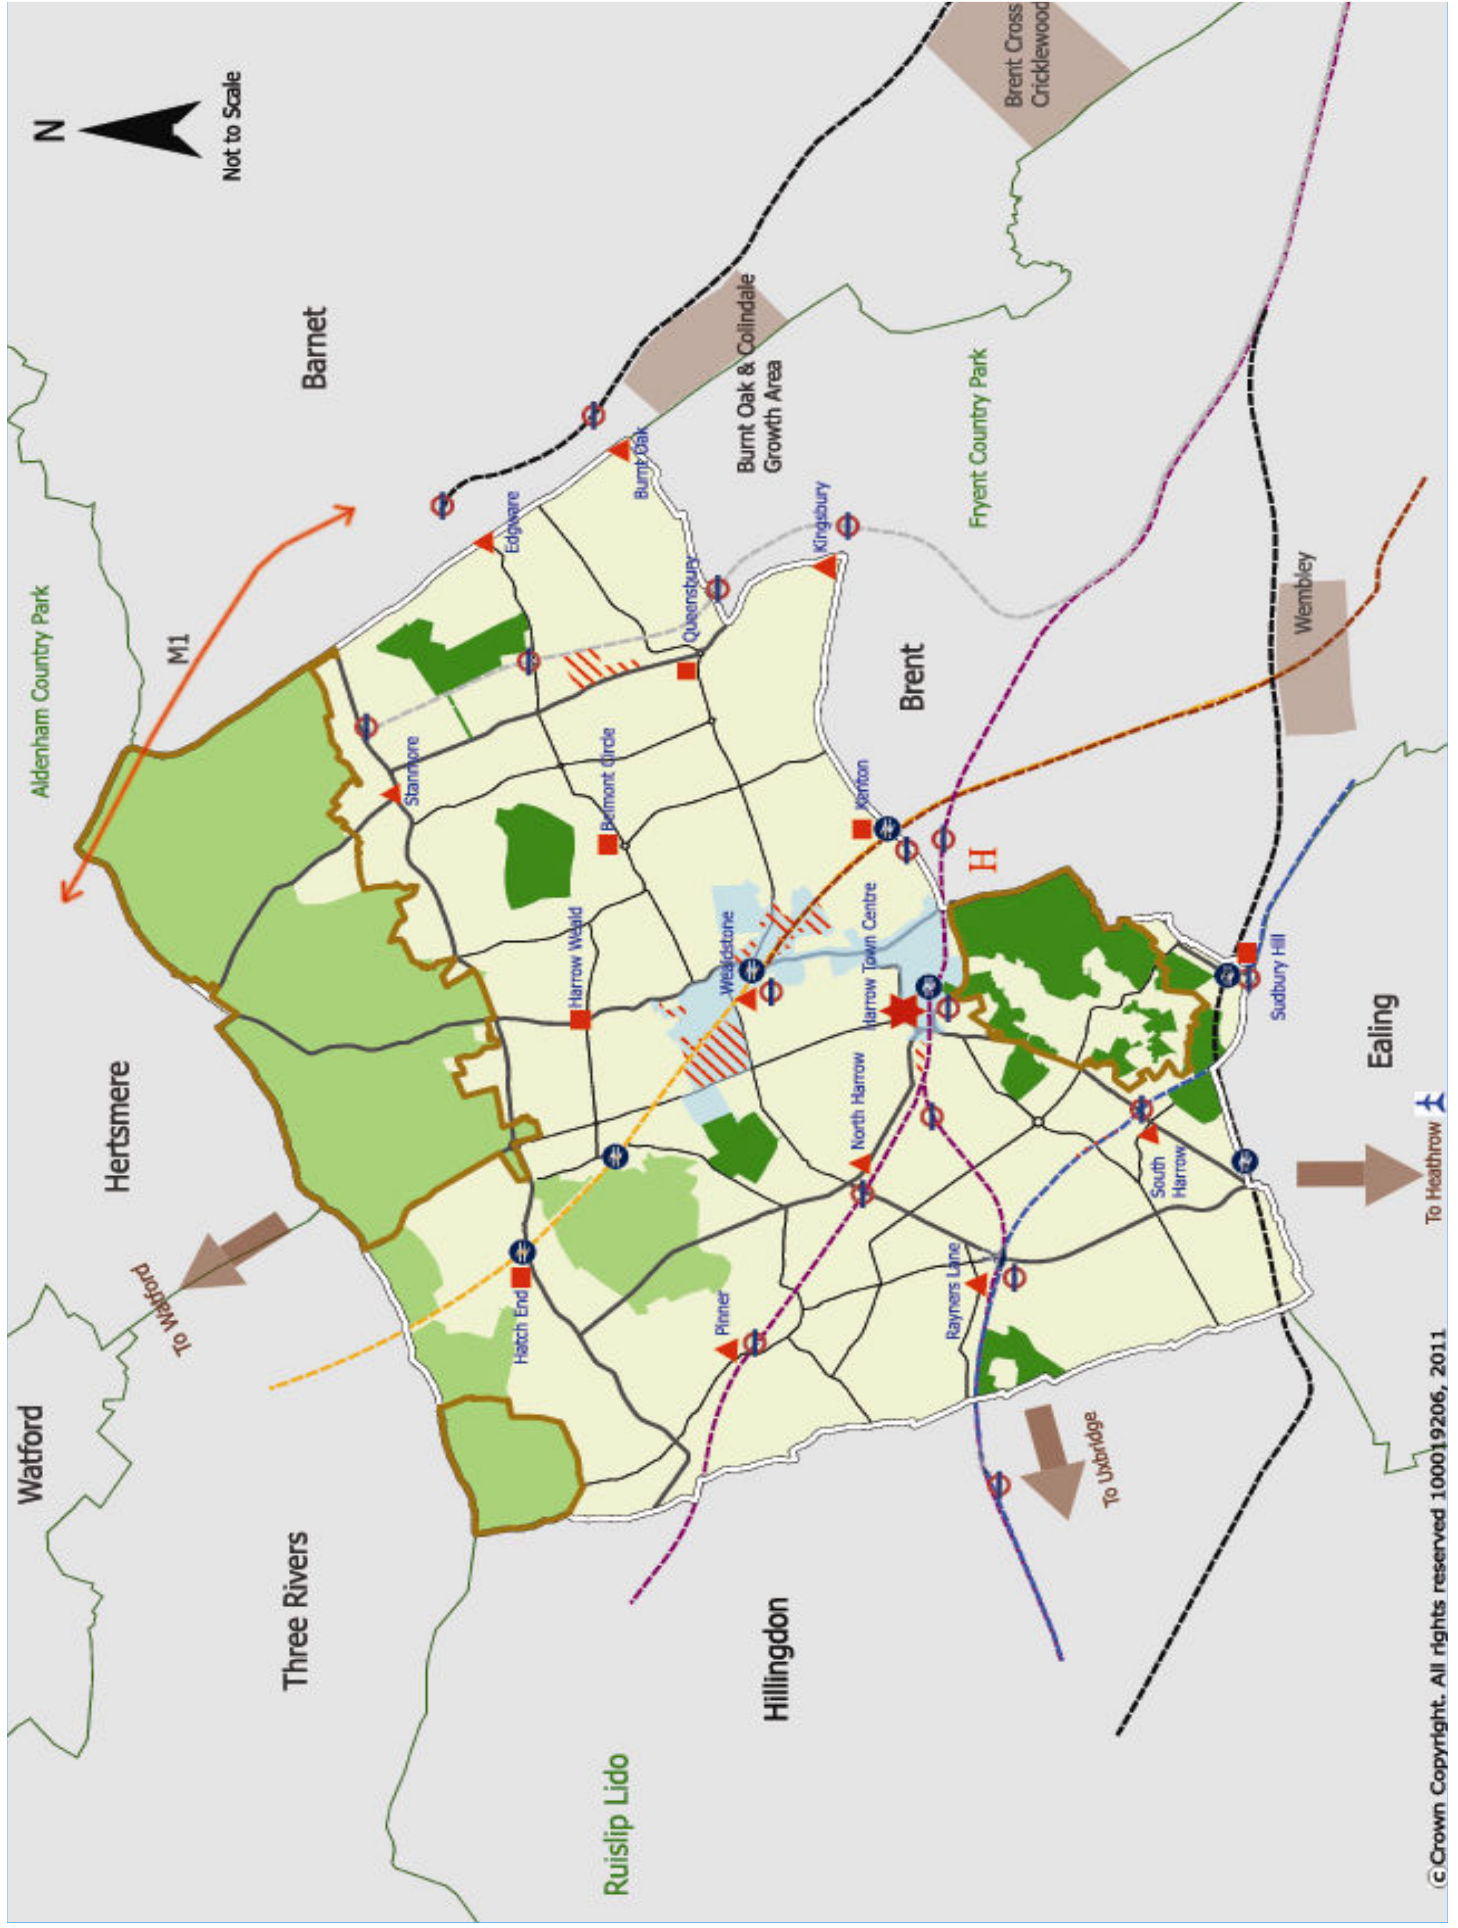 Watford
Aldenham Country Park
N
Hertsmere
To Watford
M1
Not to Scale
Three Rivers
Barnet
Stanmore
Edgware
Hatch End
Harrow Weald
Belmont Circle
Ruislip Lido
Burnt Oak
Queensbury
Pinner
Wealdstone
Burnt Oak & Colindale
Growth Area
Hillingdon
Kingsbury
North Harrow
Kenton
Harrow Town Centre
Brent
Rayners Lane
Fryent Country Park
H
Brent Cross
Cricklewood
To Uxbridge
South
Harrow
Sudbury Hill
Wembley
Ealing
To Heathrow
© Crown Copyright. All rights reserved 100019206, 2011